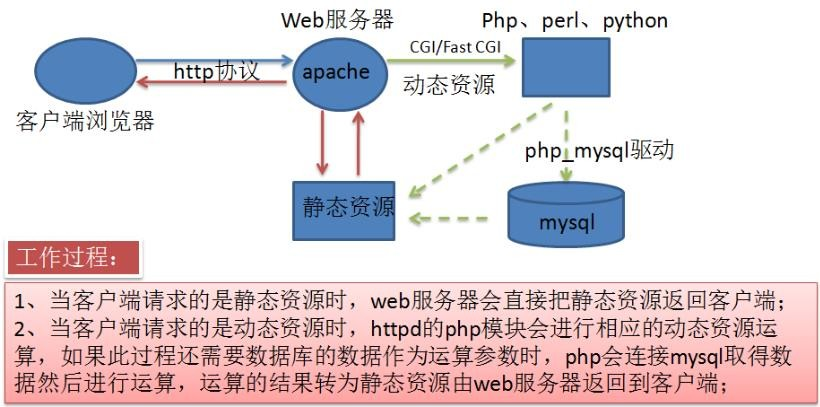 Web服务器
Php、perl、python
CGI/Fast CGI
http协议
apache
动态资源
客户端浏览器
php_mysql驱动
静态资源
mysql
工作过程：
1、当客户端请求的是静态资源时，web服务器会直接把静态资源返回客户端；
2、当客户端请求的是动态资源时，httpd的php模块会进行相应的动态资源运
算，如果此过程还需要数据库的数据作为运算参数时，php会连接mysql取得数
据然后进行运算，运算的结果转为静态资源由web服务器返回到客户端；